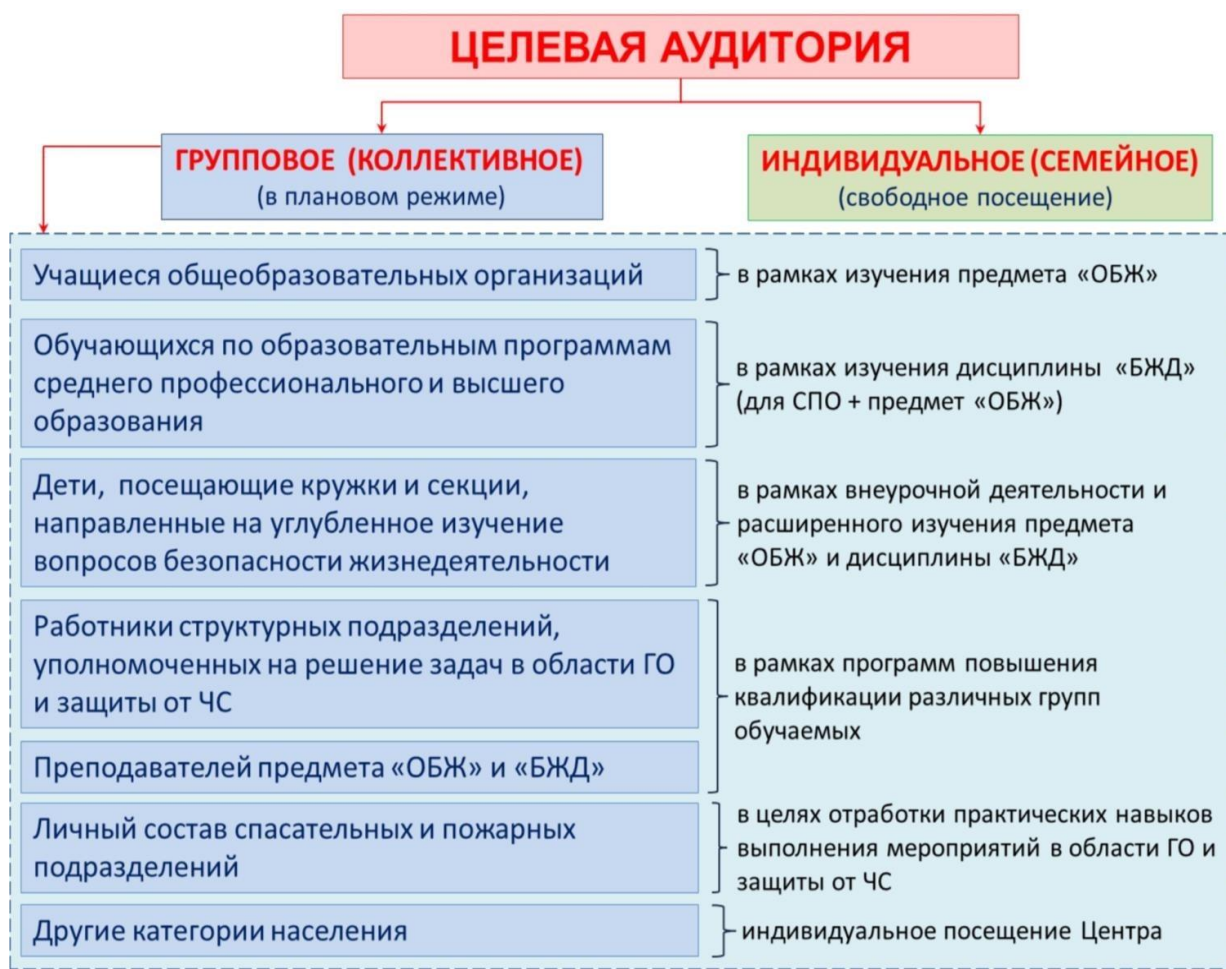 ЦЕЛЕВАЯ АУДИТОРИЯ
ГРУППОВОЕ (КОЛЛЕКТИВНОЕ)
(в плановом режиме)
ИНДИВИДУАЛЬНОЕ (СЕМЕЙНОЕ)
(свободное посещение)
Учащиеся общеобразовательных организаций
в рамках изучения предмета «ОБЖ»
Обучающихся по образовательным программам
среднего профессионального и высшего
образования
в рамках изучения дисциплины «БЖД»
(для СПО + предмет «ОБЖ»)
Дети, посещающие кружки и секции,
направленные на углубленное изучение
вопросов безопасности жизнедеятельности
в рамках внеурочной деятельности и
расширенного изучения предмета
«ОБЖ» и дисциплины «БЖД»
Работники структурных подразделений,
уполномоченных на решение задач в области ГО
и защиты от ЧС
Преподавателей предмета «ОБЖ» и «БЖД»
в рамках программ повышения
квалификации различных групп
обучаемых
Личный состав спасательных и пожарных
подразделений
в целях отработки практических навыков
выполнения мероприятий в области ГО и
защиты от ЧС
Другие категории населения
индивидуальное посещение Центра